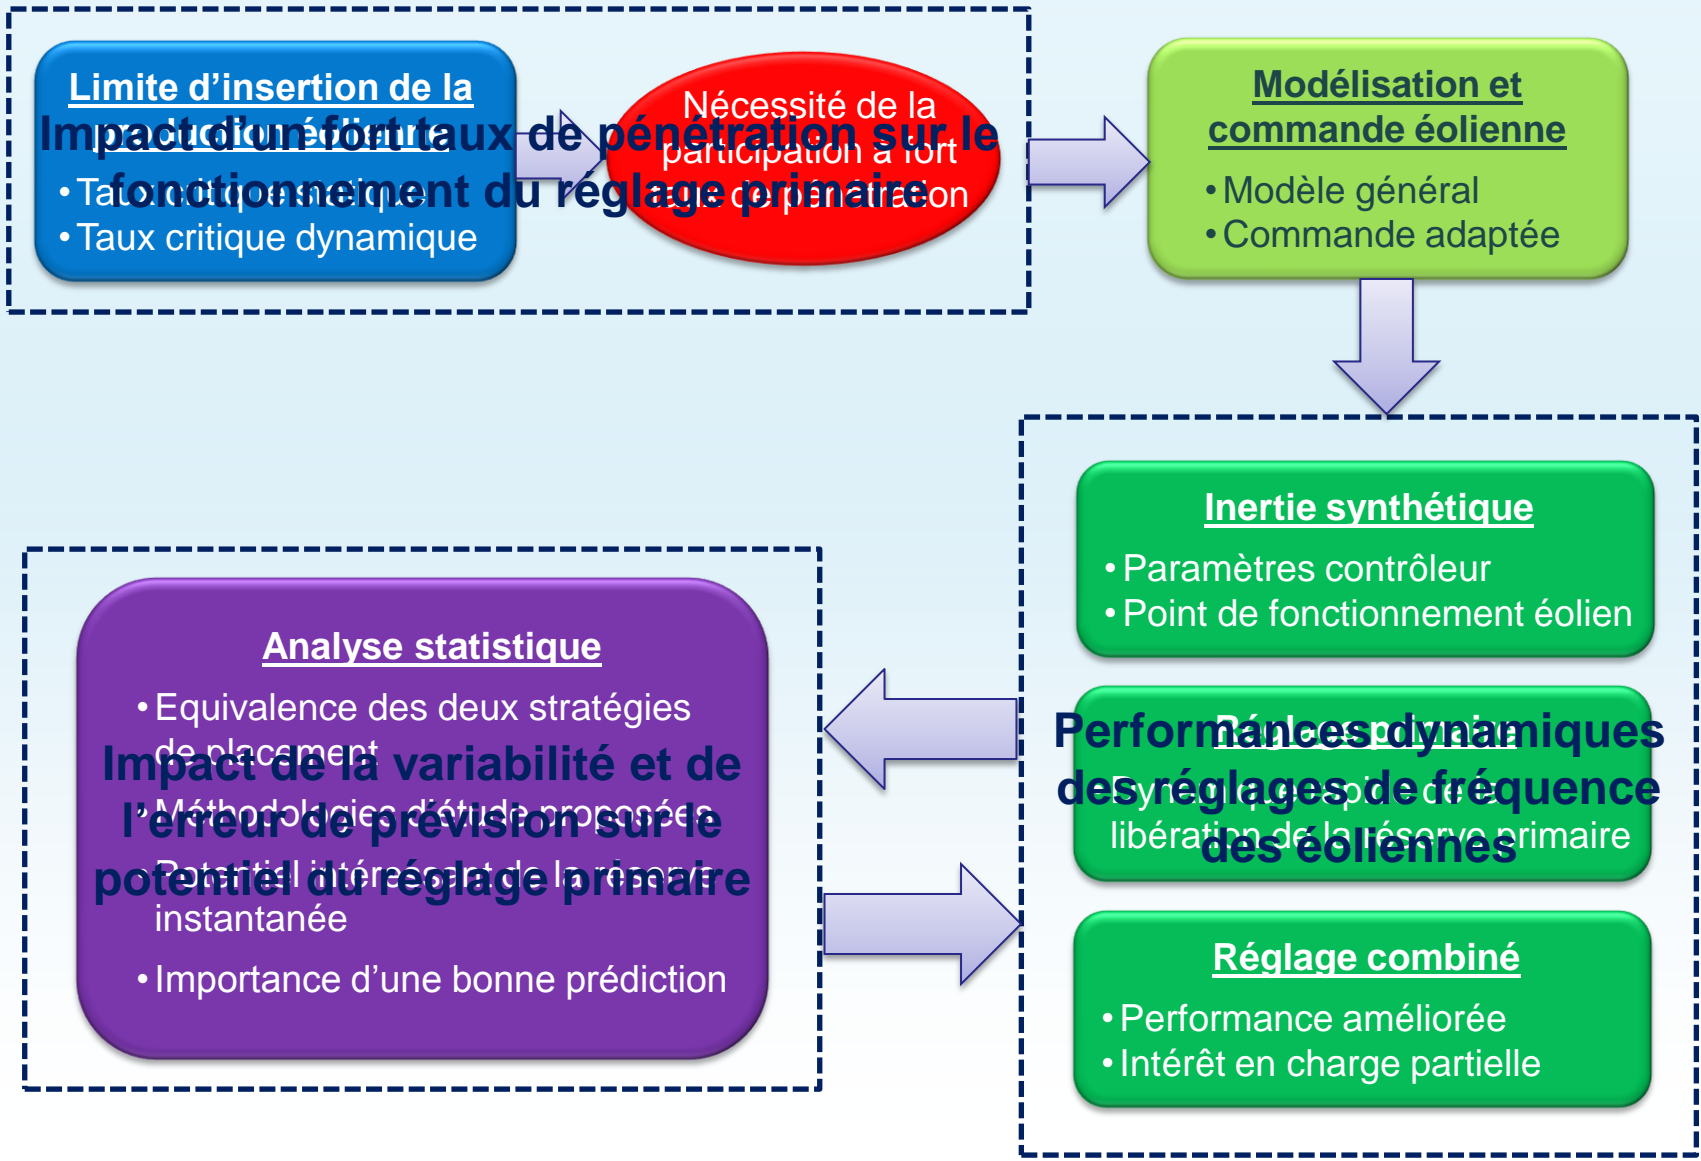 Limite d’insertion de la
production éolienne
• Taux critique statique
• Taux critique dynamique
Impact d’un fort taux de pénétration sur le
fonctionnement du réglage primaire
Nécessité de la
participation à fort
taux de pénétration
Modélisation et
commande éolienne
• Modèle général
• Commande adaptée
Inertie synthétique
• Paramètres contrôleur
• Point de fonctionnement éolien
Réglage primaire
Dynamique rapide de la
libération de la réserve primaire
Performances dynamiques
des réglages de fréquence
des éoliennes
Réglage combiné
• Performance améliorée
• Intérêt en charge partielle
Analyse statistique
• Equivalence des deux stratégies
de placement
• Méthodologies d’étude proposées
• Potentiel intéressant de la réserve
instantanée
• Importance d’une bonne prédiction
Impact de la variabilité et de
l’erreur de prévision sur le
potentiel du réglage primaire